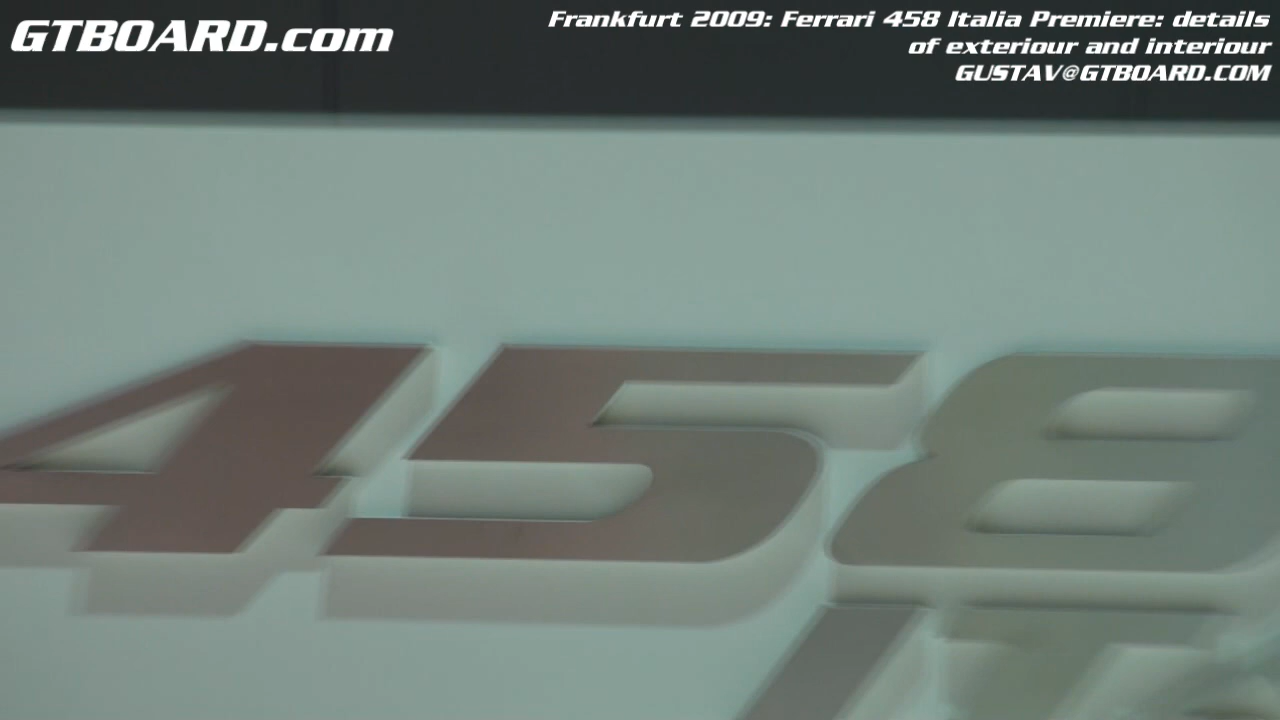 GTBOARD.com
Frankfurt 2009: Ferrari 458 Italia Premiere: details
of exteriour and interiour
GUSTAV@GTBOARD.COM
458